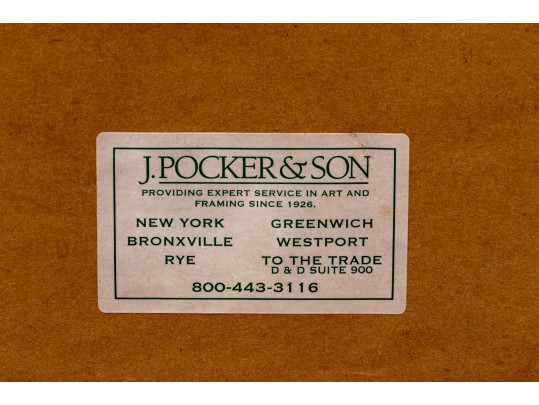 J. POCKER & SON
PROVIDING EXPERT SERVICE IN ART AND
FRAMING SINCE 1926.
NEW YORK GREENWICH
BRONXVILLE WESTPORT
RYE TO THE TRADE
D & D SUITE 900
800-443-3116